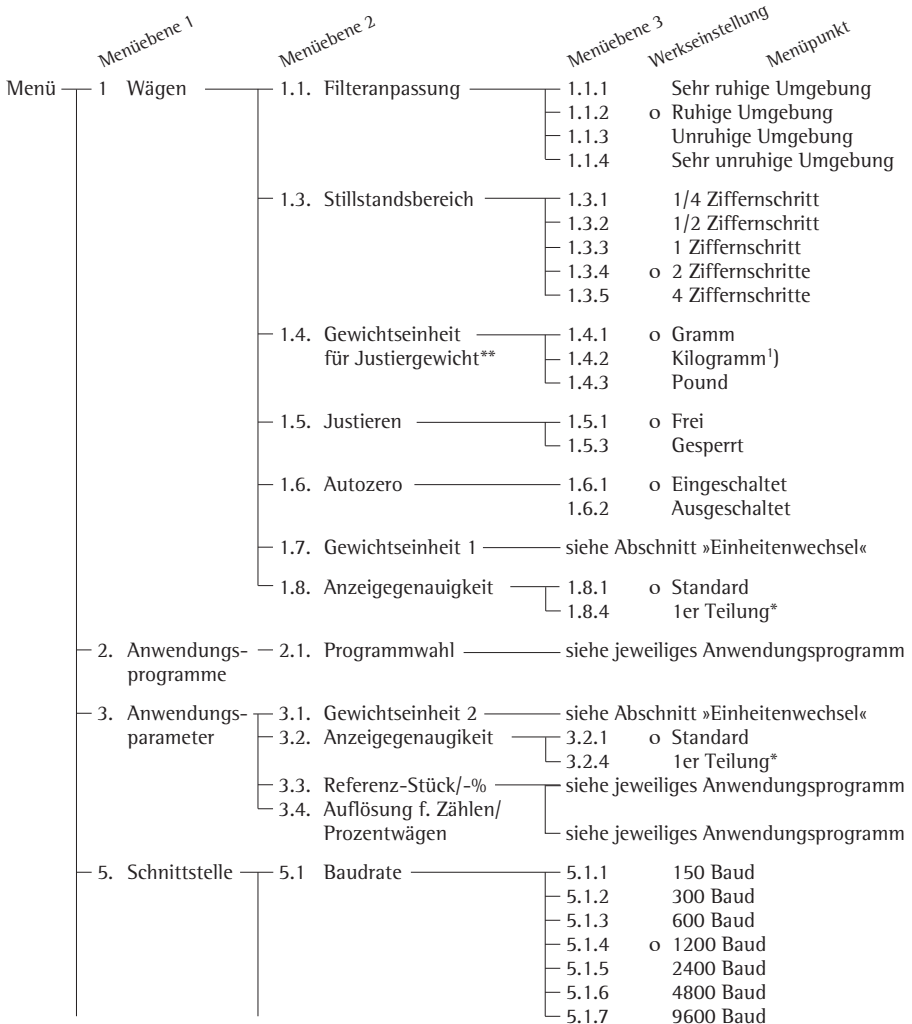 Menüebene 1 Menüebene 2 Menüebene 3 Werkseinstellung Menüpunkt
Menü 1 Wägen 1.1. Filteranpassung 1.1.1 Sehr ruhige Umgebung
1.1.2 o Ruhige Umgebung
1.1.3 Unruhige Umgebung
1.1.4 Sehr unruhige Umgebung
1.3. Stillstandsbereich 1.3.1 1/4 Ziffernschritt
1.3.2 1/2 Ziffernschritt
1.3.3 1 Ziffernschritt
1.3.4 o 2 Ziffernschritte
1.3.5 4 Ziffernschritte
1.4. Gewichtseinheit 1.4.1 o Gramm
für Justiergewicht** 1.4.2 Kilogramm¹)
1.4.3 Pound
1.5. Justieren 1.5.1 o Frei
1.5.3 Gesperrt
1.6. Autozero 1.6.1 o Eingeschaltet
1.6.2 Ausgeschaltet
1.7. Gewichtseinheit 1 siehe Abschnitt »Einheitenwechsel«
1.8. Anzeigegenauigkeit 1.8.1 o Standard
1.8.4 1er Teilung*
2. Anwendungs- 2.1. Programmwahl siehe jeweiliges Anwendungsprogramm
programme
3. Anwendungs- 3.1. Gewichtseinheit 2 siehe Abschnitt »Einheitenwechsel«
parameter 3.2. Anzeigegenaugikeit 3.2.1 o Standard
3.2.4 1er Teilung*
3.3. Referenz-Stück/-% siehe jeweiliges Anwendungsprogramm
3.4. Auflösung f. Zählen/
Prozentwägen siehe jeweiliges Anwendungsprogramm
5. Schnittstelle 5.1 Baudrate 5.1.1 150 Baud
5.1.2 300 Baud
5.1.3 600 Baud
5.1.4 o 1200 Baud
5.1.5 2400 Baud
5.1.6 4800 Baud
5.1.7 9600 Baud